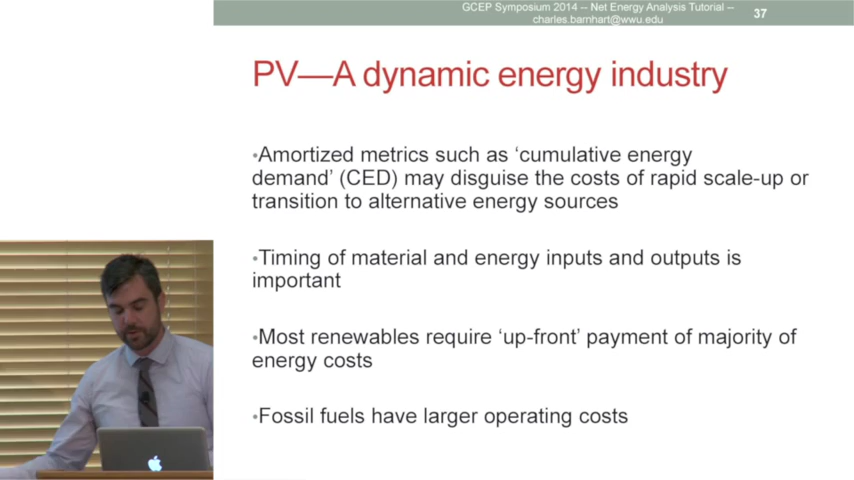 GCEP Symposium 2014 -- Net Energy Analysis Tutorial --
charles.barnhart@wwu.edu
37
PV—A dynamic energy industry
•Amortized metrics such as ‘cumulative energy
demand’ (CED) may disguise the costs of rapid scale-up or
transition to alternative energy sources
•Timing of material and energy inputs and outputs is
important
•Most renewables require ‘up-front’ payment of majority of
energy costs
•Fossil fuels have larger operating costs